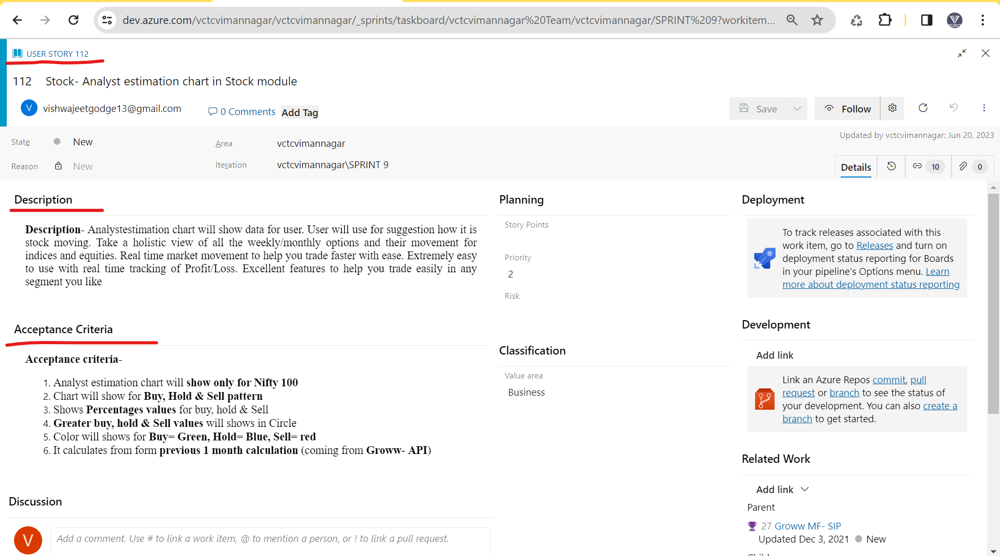 dev.azure.com/vctcvimannagar/vctcvimannagar/_sprints/taskboard/vctcvimannagar%20Team/vctcvimannagar/SPRINT%209?workitem...
VELOCITY
USER STORY 112
112 Stock- Analyst estimation chart in Stock module
V vishwajeetgodge13@gmail.com 0 Comments Add Tag Save Follow
Updated by vctcvimannagar: Jun 20, 2023
State New Area vctcvimannagar
Reason New Iteration vctcvimannagar\SPRINT 9
Details 10 0
Description
Description- Analystestimation chart will show data for user. User will use for suggestion how it is
stock moving. Take a holistic view of all the weekly/monthly options and their movement for
indices and equities. Real time market movement to help you trade faster with ease. Extremely easy
to use with real time tracking of Profit/Loss. Excellent features to help you trade easily in any
segment you like
Acceptance Criteria
Acceptance criteria-
1. Analyst estimation chart will show only for Nifty 100
2. Chart will show for Buy, Hold & Sell pattern
3. Shows Percentages values for buy, hold & Sell
4. Greater buy, hold & Sell values will shows in Circle
5. Color will shows for Buy= Green, Hold= Blue, Sell= red
6. It calculates from form previous 1 month calculation (coming from Groww- API)
Discussion
V
Add a comment. Use # to link a work item, @ to mention a person, or ! to link a pull request.
Planning
Story Points
Priority
2
Risk
Classification
Value area
Business
Deployment
To track releases associated with this
work item, go to Releases and turn on
deployment status reporting for Boards
in your pipeline's Options menu. Learn
more about deployment status reporting
Development
Add link
Link an Azure Repos commit, pull
request or branch to see the status of
your development. You can also create a
branch to get started.
Related Work
Add link
Parent
27 Groww MF- SIP
Updated Dec 3, 2021 New